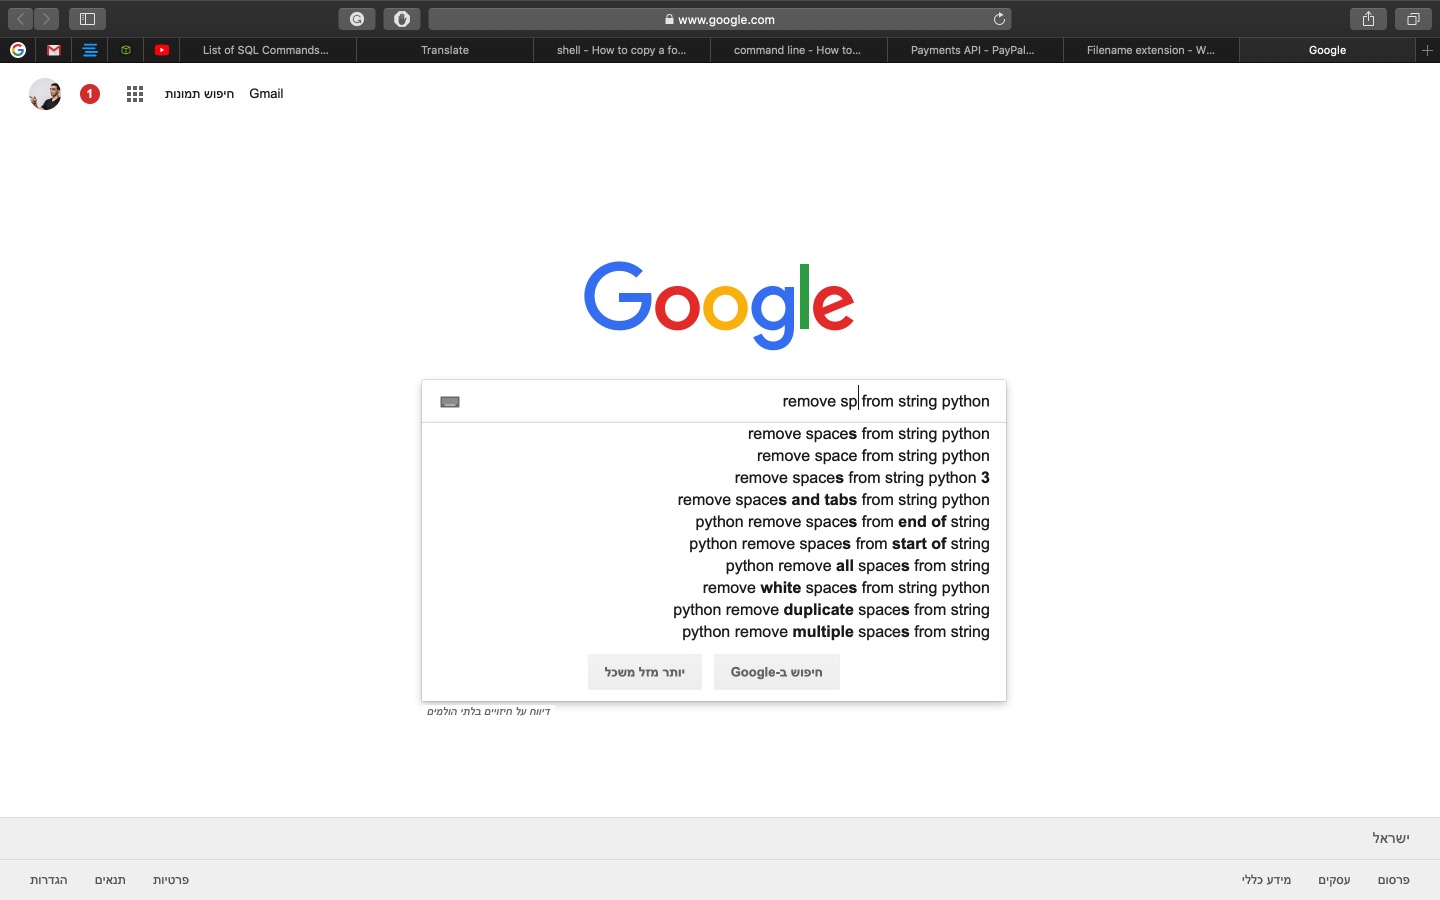 www.google.com
List of SQL Commands...
Translate
shell - How to copy a fo...
command line - How to...
Payments API - PayPal...
Filename extension - W...
Google
1
חיפוש תמונות
Gmail
Google
remove sp from string python
remove spaces from string python
remove space from string python
remove spaces from string python 3
remove spaces and tabs from string python
python remove spaces from end of string
python remove spaces from start of string
python remove all spaces from string
remove white spaces from string python
python remove duplicate spaces from string
python remove multiple spaces from string
חיפוש ב-Google
יותר מזל משכל
דיווח על חיזויים בלתי הולמים
ישראל
פרסום
עסקים
מידע כללי
פרטיות
תנאים
הגדרות